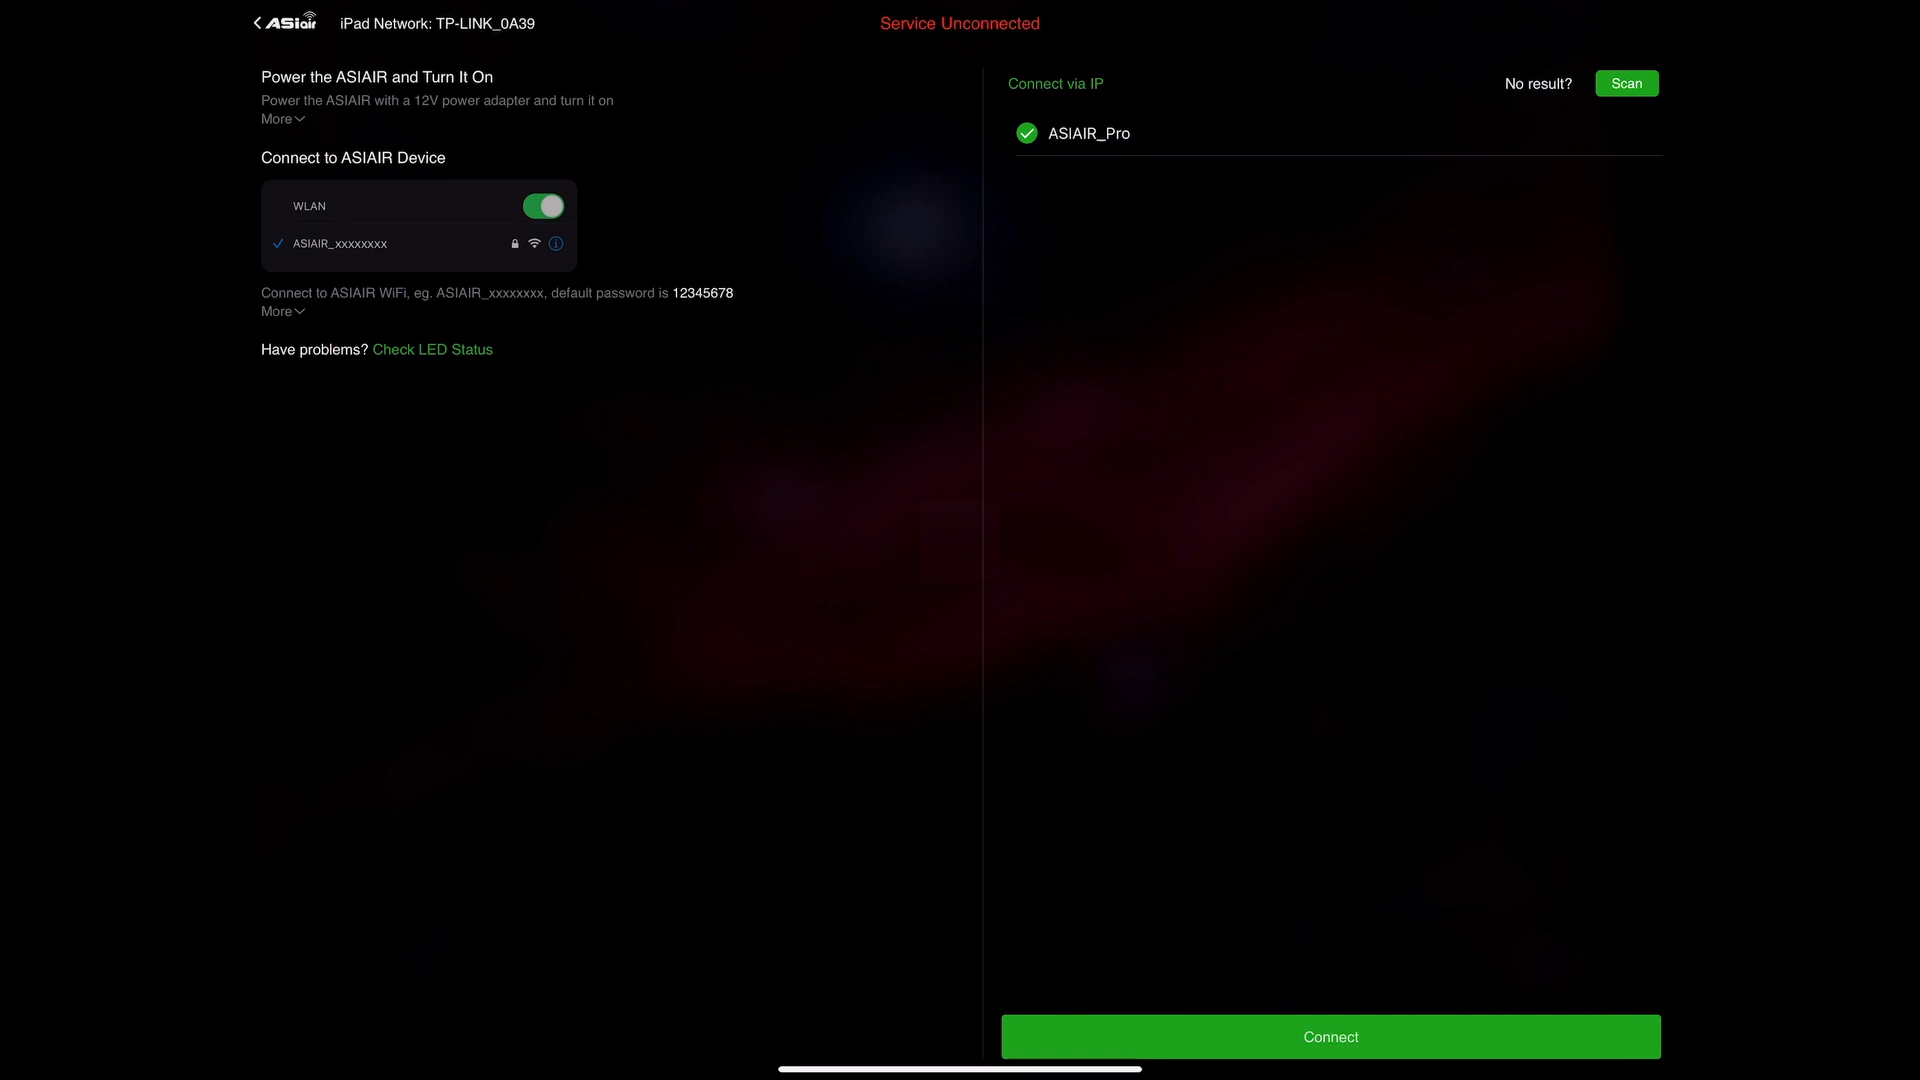 ASiair iPad Network: TP-LINK_0A39
Service Unconnected
Power the ASIAIR and Turn It On
Power the ASIAIR with a 12V power adapter and turn it on
More
Connect to ASIAIR Device
WLAN
ASIAIR_xxxxxxxx
Connect to ASIAIR WiFi, eg. ASIAIR_xxxxxxxx, default password is 12345678
More
Have problems? Check LED Status
Connect via IP
No result?
Scan
ASIAIR_Pro
Connect